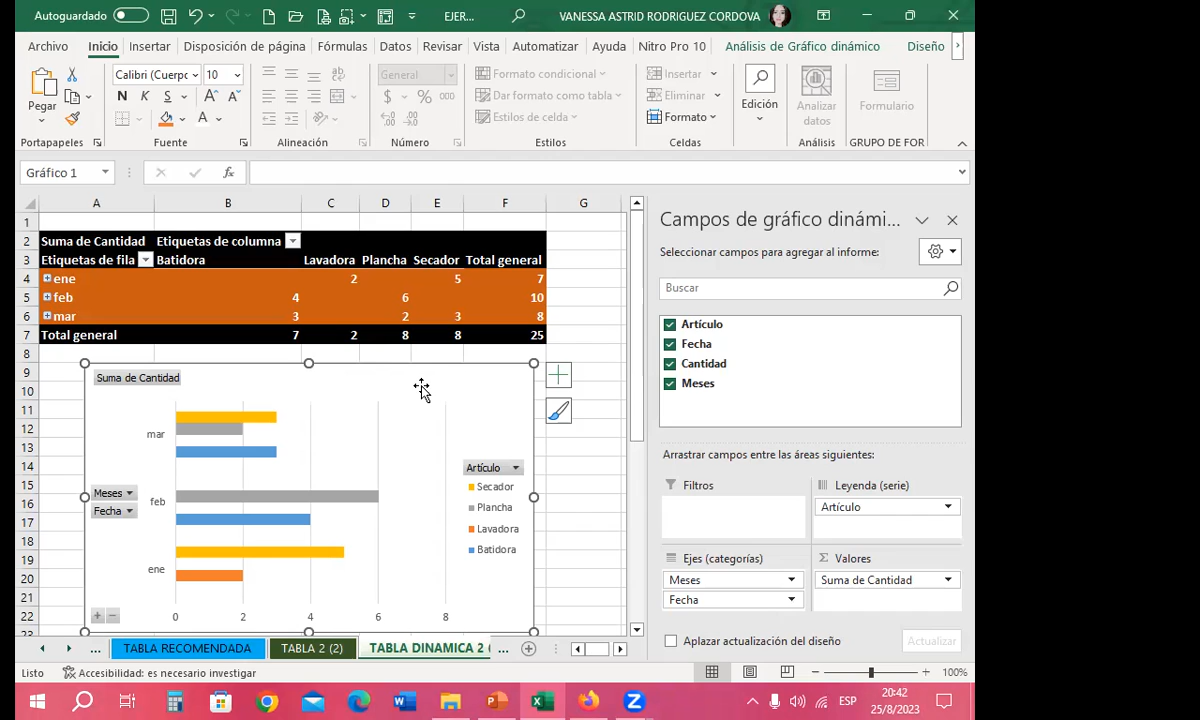 Autoguardado
EJER...
VANESSA ASTRID RODRIGUEZ CORDOVA
Archivo Inicio Insertar Disposición de página Fórmulas Datos Revisar Vista Automatizar Ayuda Nitro Pro 10 Análisis de Gráfico dinámico Diseño
Pegar
Portapapeles
Calibri (Cuerpo 10
N K S A A
A
Fuente
ab
Alineación
General
$ % 000
Número
Formato condicional
Dar formato como tabla
Estilos de celda
Estilos
Insertar
Eliminar
Formato
Celdas
Edición
Analizar
datos
Análisis
Formulario
GRUPO DE FOR
Gráfico 1
fx
A B C D E F G
1
2 Suma de Cantidad Etiquetas de columna
3 Etiquetas de fila Batidora Lavadora Plancha Secador Total general
4 ene 2 5 7
5 feb 4 6 10
6 mar 3 2 3 8
7 Total general 7 2 8 8 25
8
9
10
11
12
13
14
15
16
17
18
19
20
21
22
23
Suma de Cantidad
mar
feb
ene
Meses
Fecha
0 2 4 6 8
Artículo
Secador
Plancha
Lavadora
Batidora
Campos de gráfico dinámi...
Seleccionar campos para agregar al informe:
Buscar
Artículo
Fecha
Cantidad
Meses
Arrastrar campos entre las áreas siguientes:
Filtros
Leyenda (serie)
Artículo
Ejes (categorías)
Meses
Fecha
Σ Valores
Suma de Cantidad
Aplazar actualización del diseño
Actualizar
... TABLA RECOMENDADA TABLA 2 (2) TABLA DINAMICA 2 ( ...
Listo Accesibilidad: es necesario investigar 100%
ESP
20:42
25/8/2023